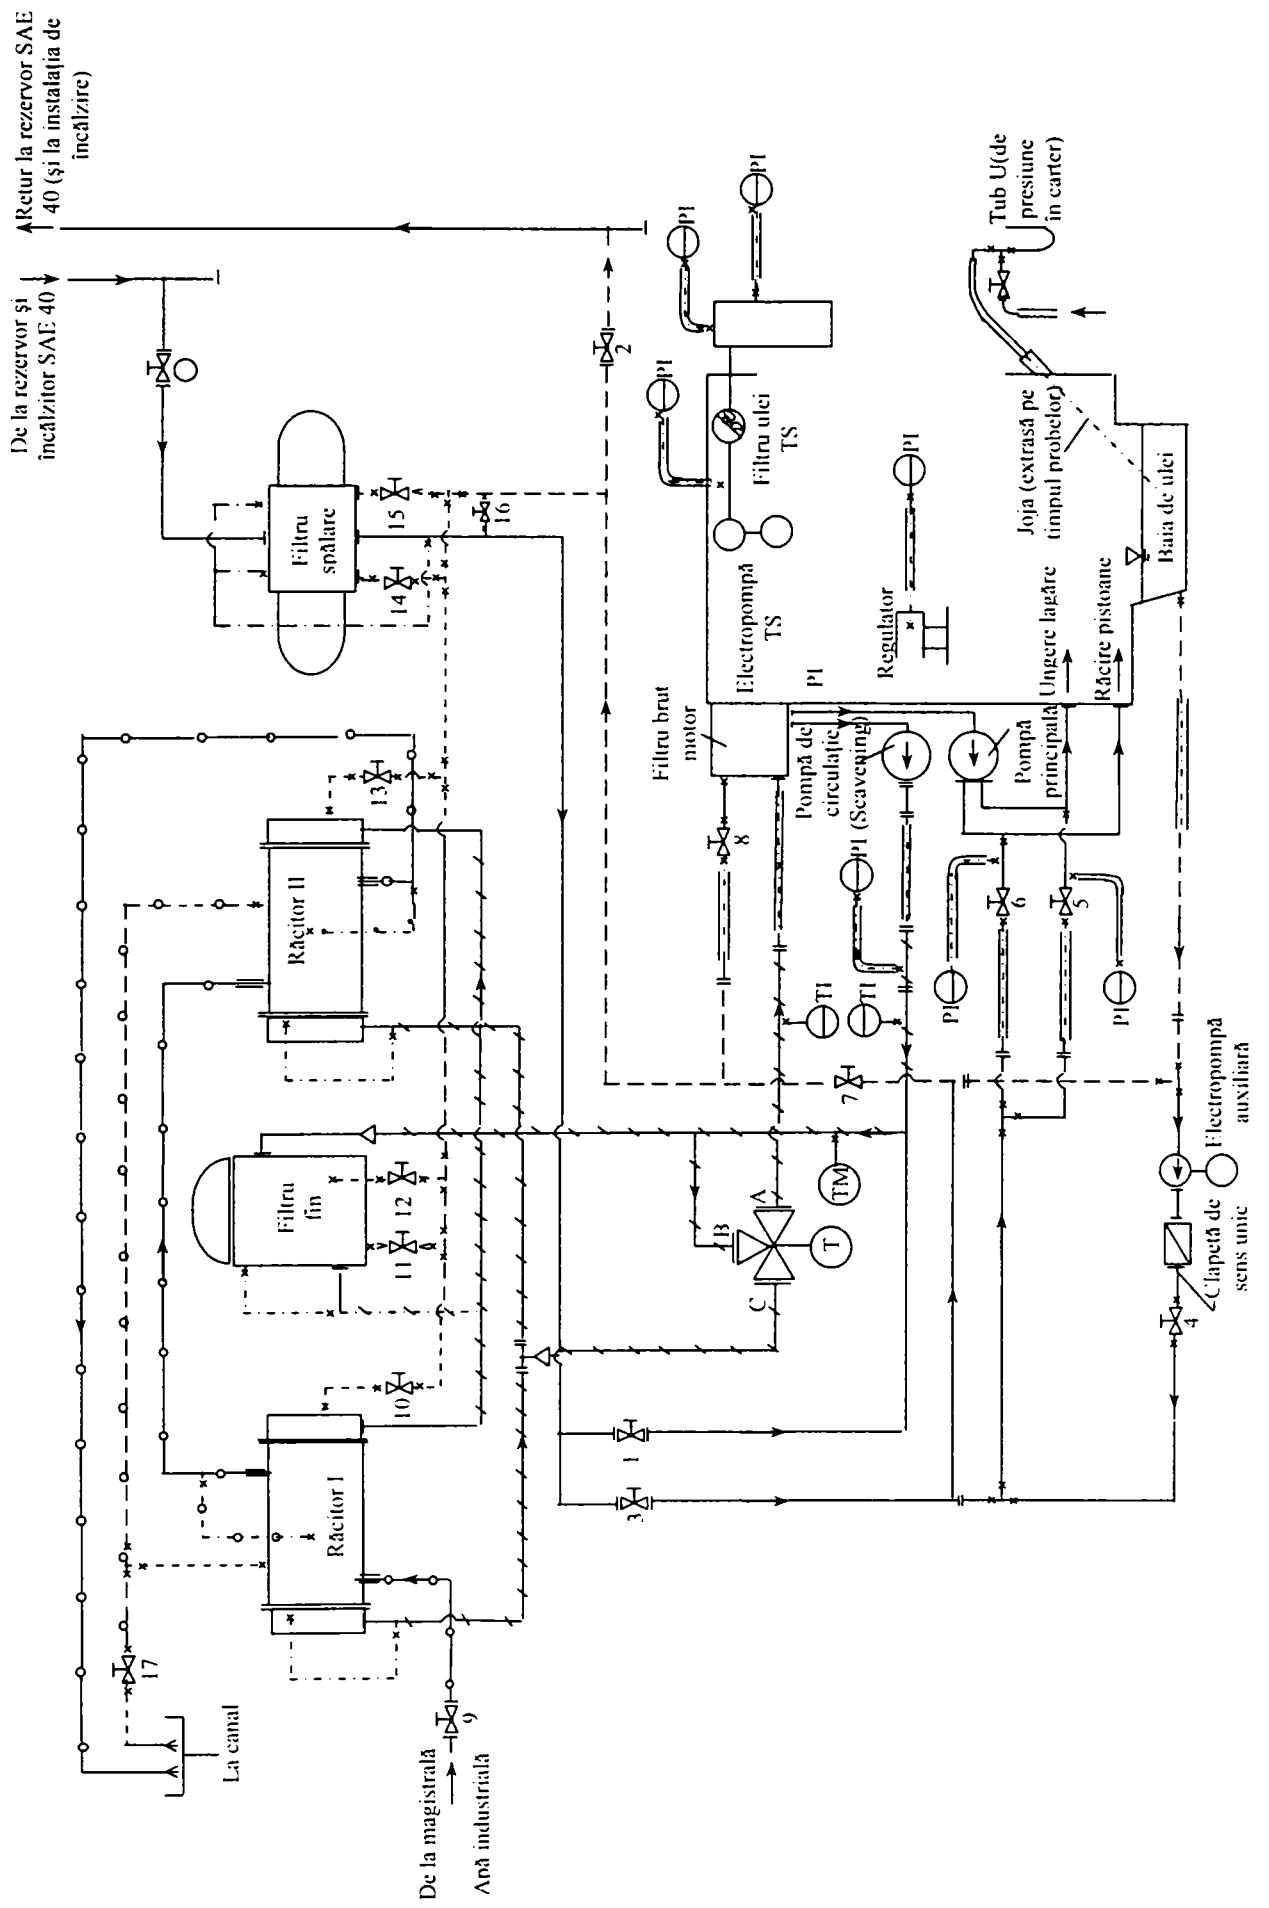 De la rezervor și
încălzitor SAE 40
Retur la rezervor SAE
40 (și la instalația de
încălzire)
Filtru
spălare
14
15
16
2
Răcitor II
13
Filtru
fin
11
12
Răcitor I
10
17
La canal
9
De la magistrală
Apă industrială
1
3
C
B
A
T
TM
7
TI
TI
8
Filtru brut
motor
PI
PI
PI
Electropompă
TS
Filtru ulei
TS
PI
Regulator
PI
Pompă de
circulație
PI (Scavening)
Pompă
principală
6
5
PI
PI
Ungere lagăre
Răcire pistoane
Joja (extrasă pe
timpul probelor)
Baia de ulei
Tub U(de
presiune
în carter)
Electropompă
auxiliară
Clapetă de
sens unic
4